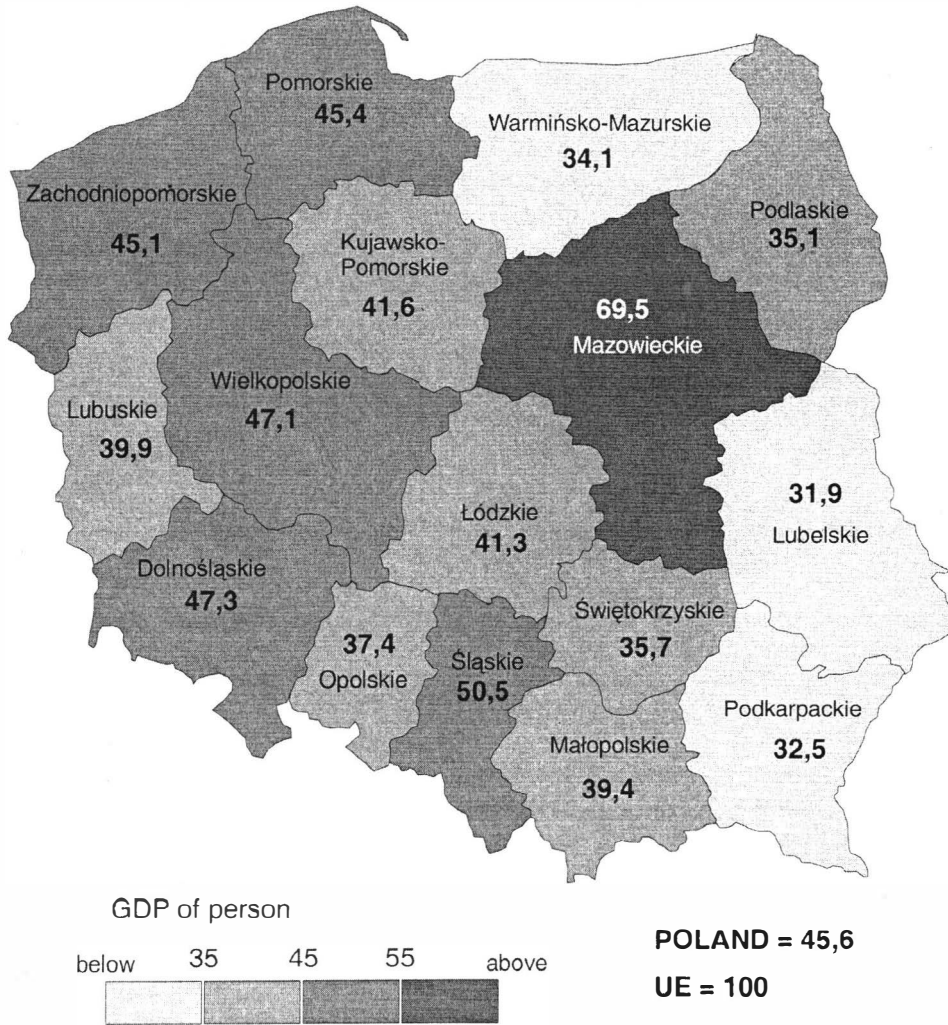 Pomorskie
45,4
Warmińsko-Mazurskie
34,1
Zachodniopomorskie
45,1
Kujawsko-
Pomorskie
41,6
Podlaskie
35,1
69,5
Mazowieckie
Wielkopolskie
47,1
Lubuskie
39,9
Łódzkie
41,3
31,9
Lubelskie
Dolnośląskie
47,3
37,4
Opolskie
Śląskie
50,5
Świętokrzyskie
35,7
Małopolskie
39,4
Podkarpackie
32,5
GDP of person
below 35 45 55 above
POLAND = 45,6
UE = 100